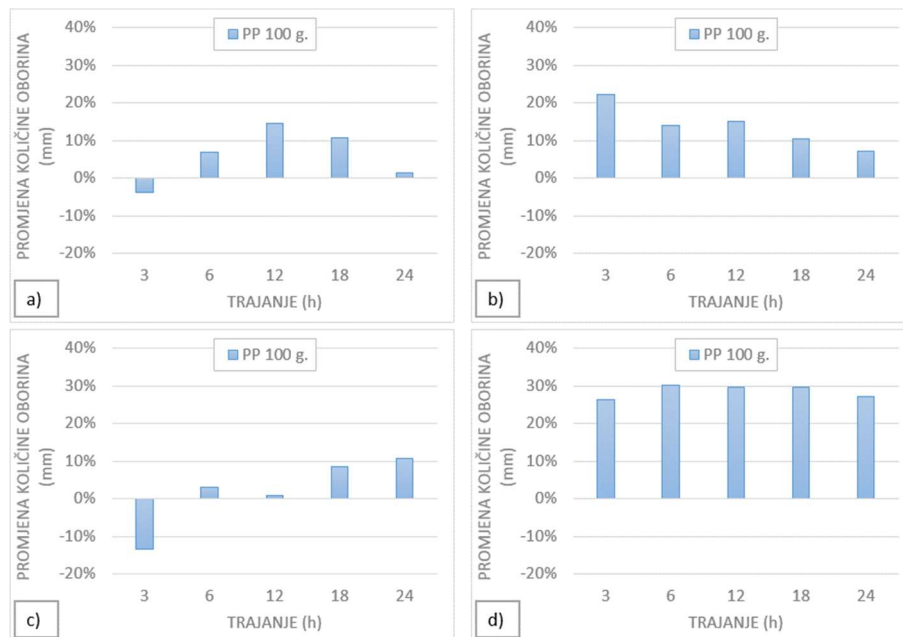 PP 100 g.
PROMJENA KOLIČINE OBORINA
(mm)
40%
30%
20%
10%
0%
-10%
-20%
3 6 12 18 24
TRAJANJE (h)
a)
PP 100 g.
PROMJENA KOLIČINE OBORINA
(mm)
40%
30%
20%
10%
0%
-10%
-20%
3 6 12 18 24
TRAJANJE (h)
b)
PP 100 g.
PROMJENA KOLIČINE OBORINA
(mm)
40%
30%
20%
10%
0%
-10%
-20%
3 6 12 18 24
TRAJANJE (h)
c)
PP 100 g.
PROMJENA KOLIČINE OBORINA
(mm)
40%
30%
20%
10%
0%
-10%
-20%
3 6 12 18 24
TRAJANJE (h)
d)